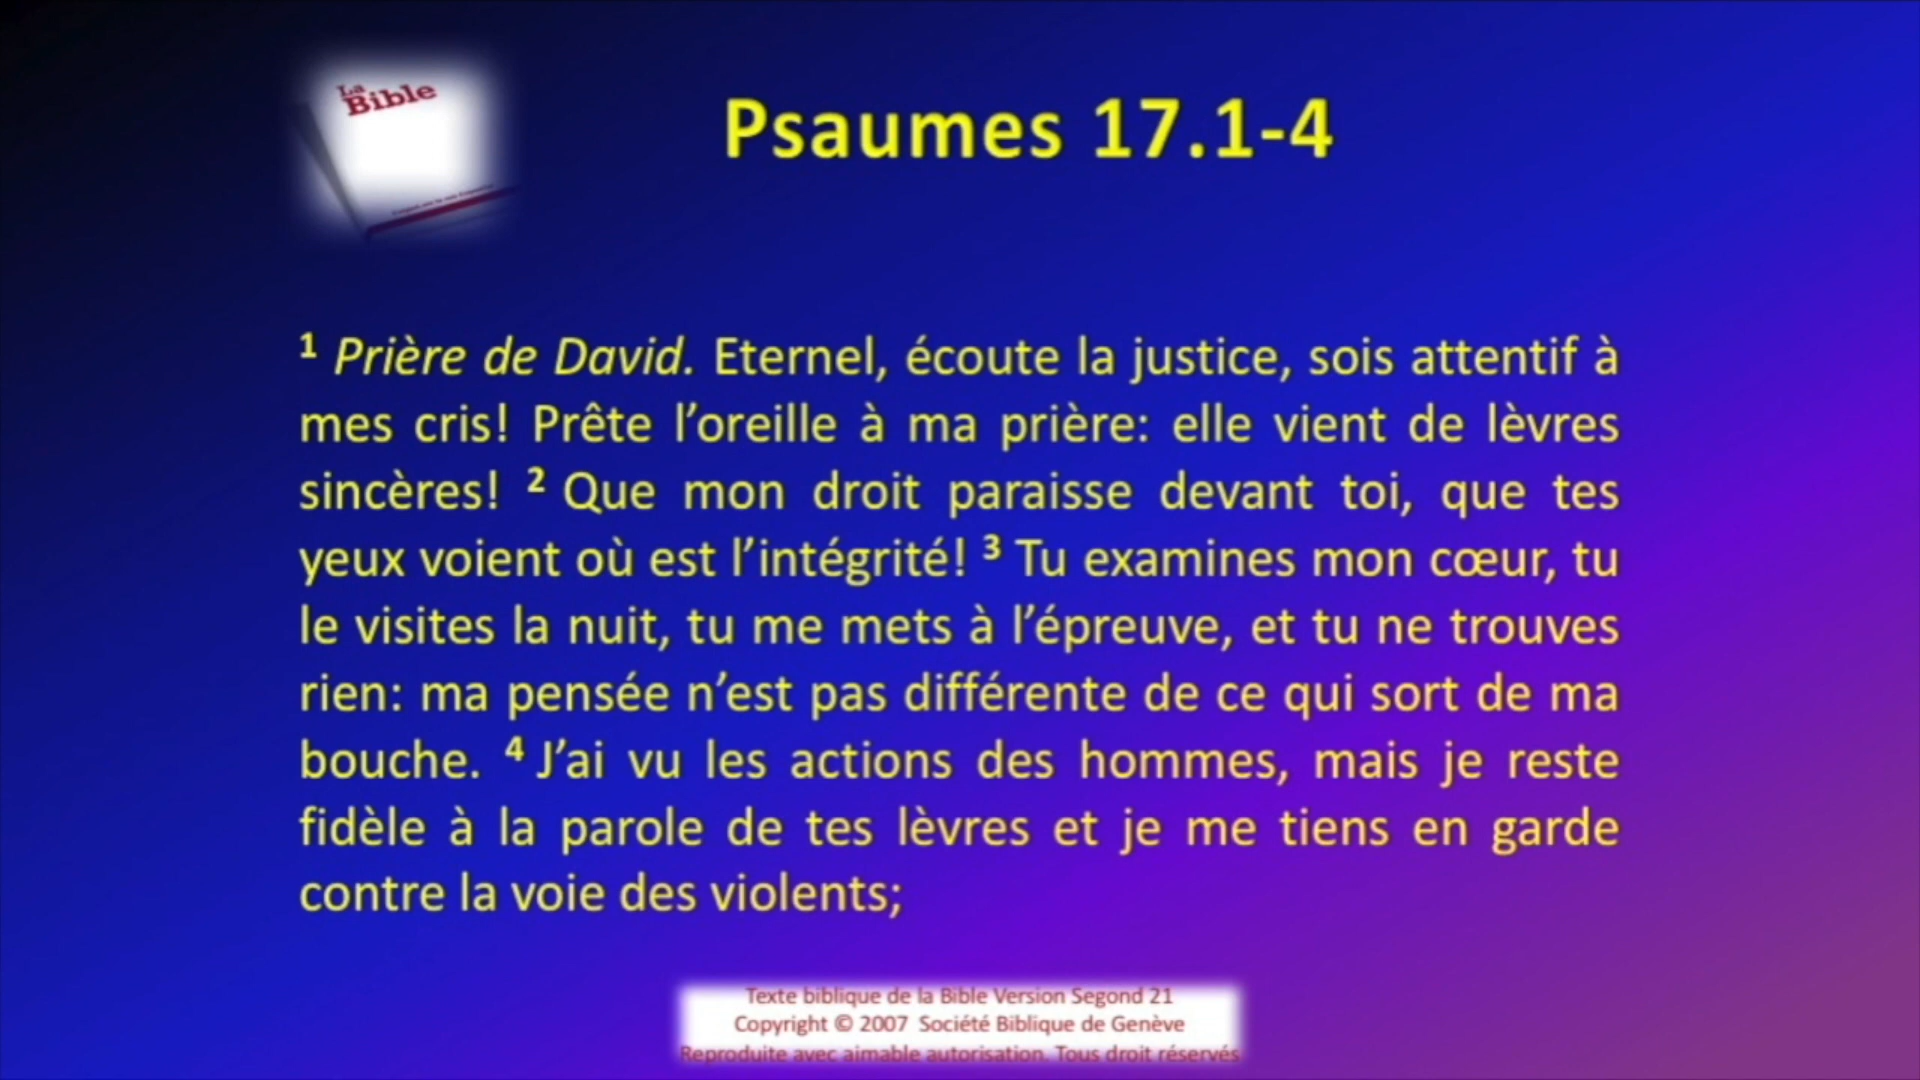 La
Bible
Psaumes 17.1-4
¹ Prière de David. Eternel, écoute la justice, sois attentif à
mes cris! Prête l’oreille à ma prière: elle vient de lèvres
sincères! ² Que mon droit paraisse devant toi, que tes
yeux voient où est l’intégrité! ³ Tu examines mon cœur, tu
le visites la nuit, tu me mets à l’épreuve, et tu ne trouves
rien: ma pensée n’est pas différente de ce qui sort de ma
bouche. ⁴ J’ai vu les actions des hommes, mais je reste
fidèle à la parole de tes lèvres et je me tiens en garde
contre la voie des violents;
Texte biblique de la Bible Version Segond 21
Copyright © 2007 Société Biblique de Genève
Reproduite avec aimable autorisation. Tous droit réservés